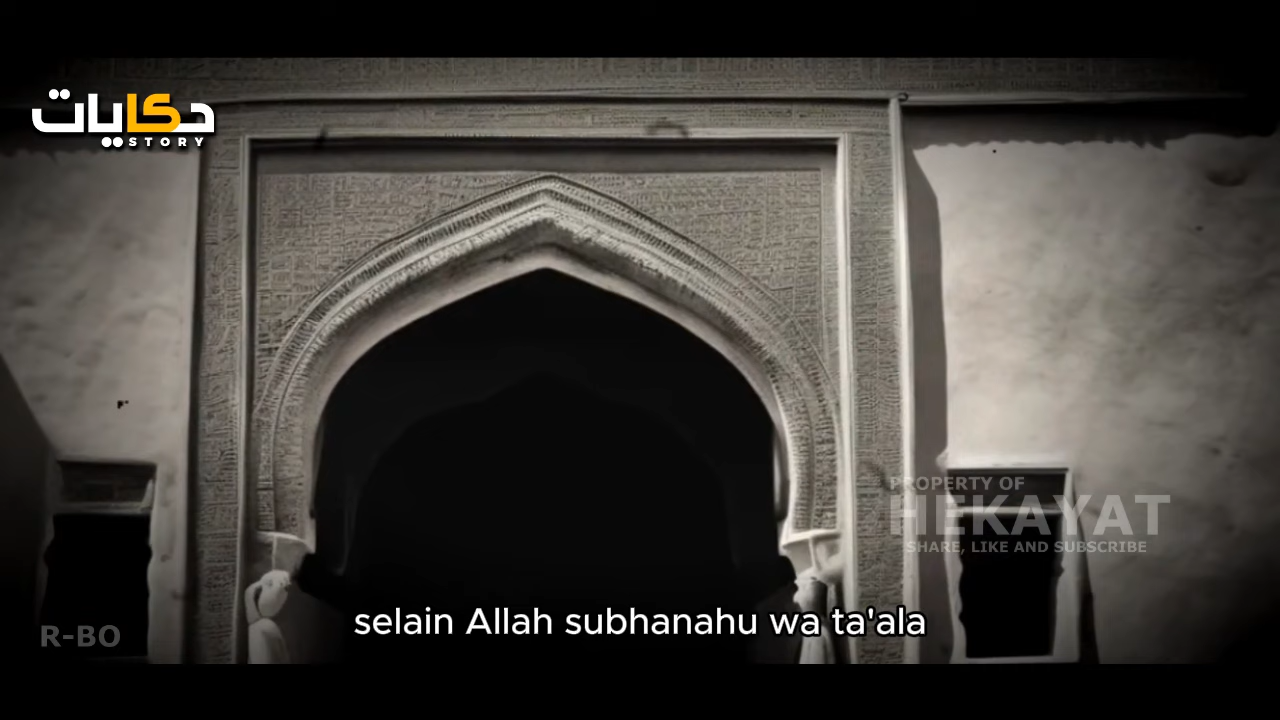 حكايات
STORY
PROPERTY OF
HEKAYAT
SHARE, LIKE AND SUBSCRIBE
R-BO
selain Allah subhanahu wa ta'ala